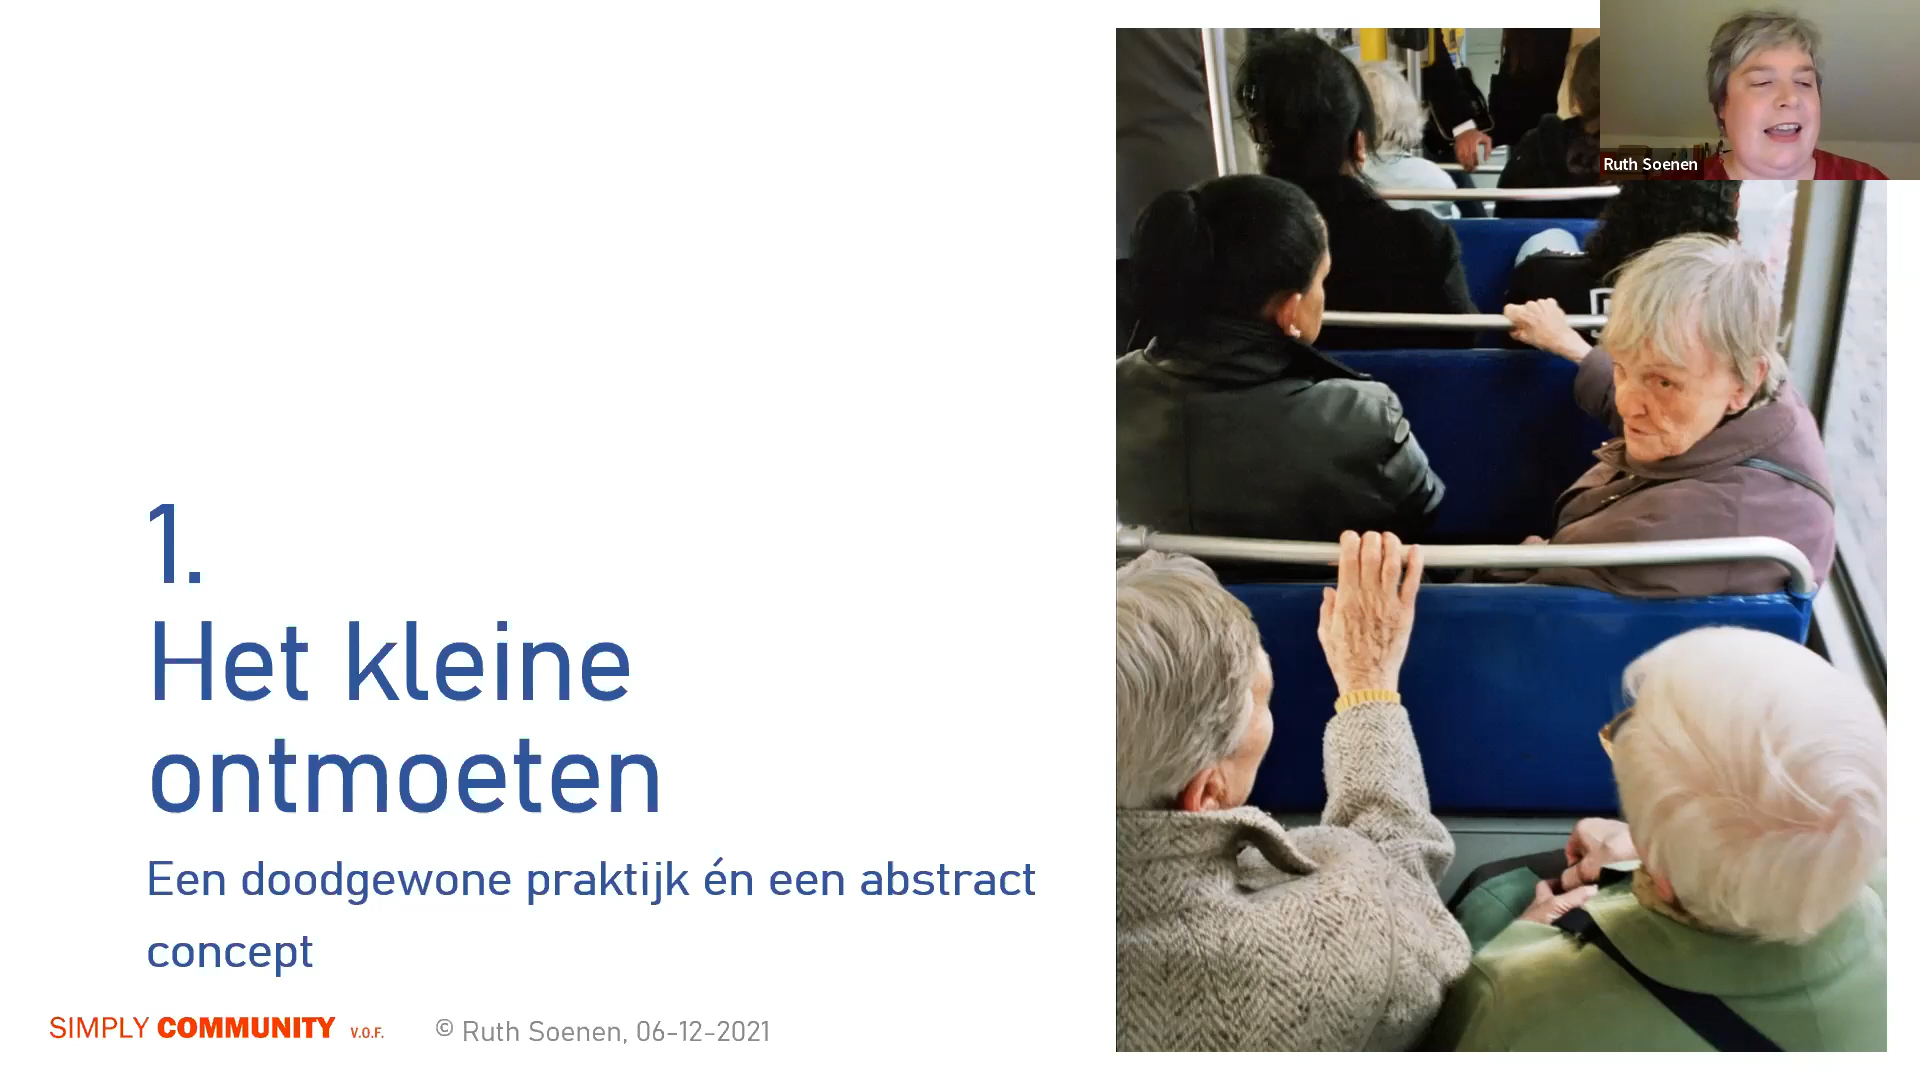 Ruth Soenen
1.
Het kleine
ontmoeten
Een doodgewone praktijk én een abstract
concept
SIMPLY COMMUNITY V.O.F.
© Ruth Soenen, 06-12-2021